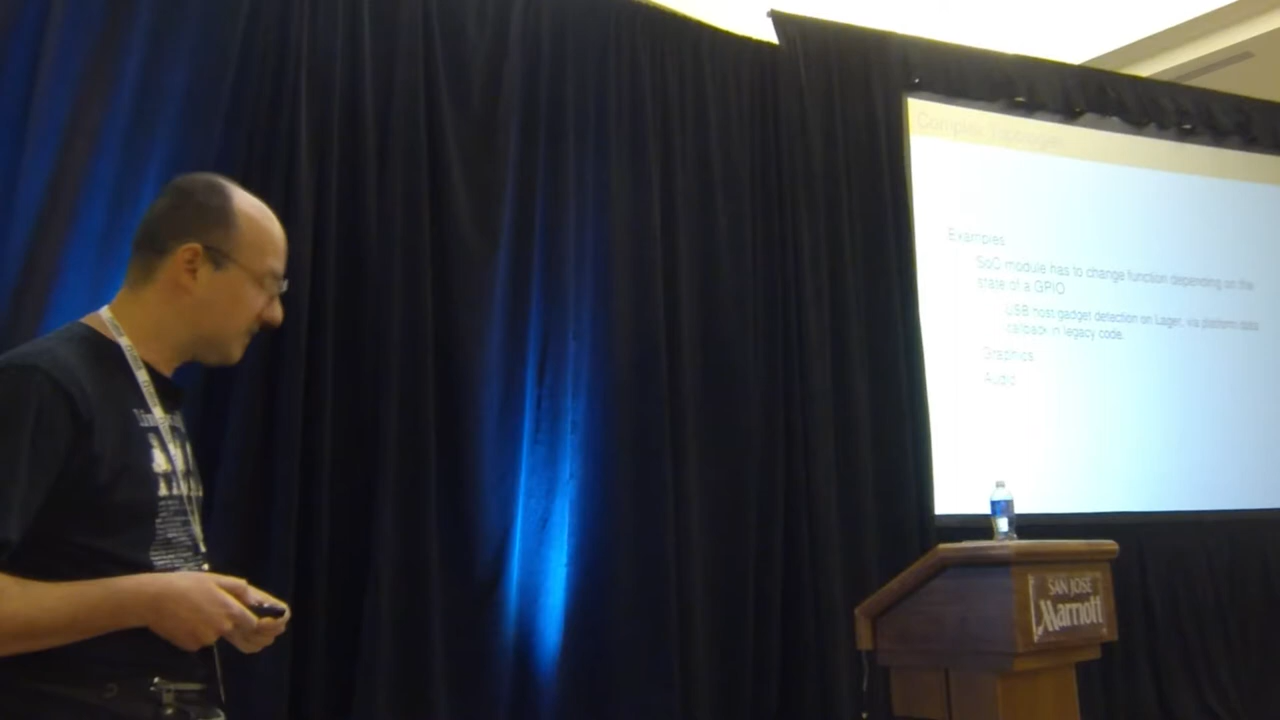 Examples
SoC module has to change function depending on the
state of a GPIO
USB host gadget detection on Lager, via platform data
callback in legacy code.
Graphics
Audio
SAN JOSE
Marriott